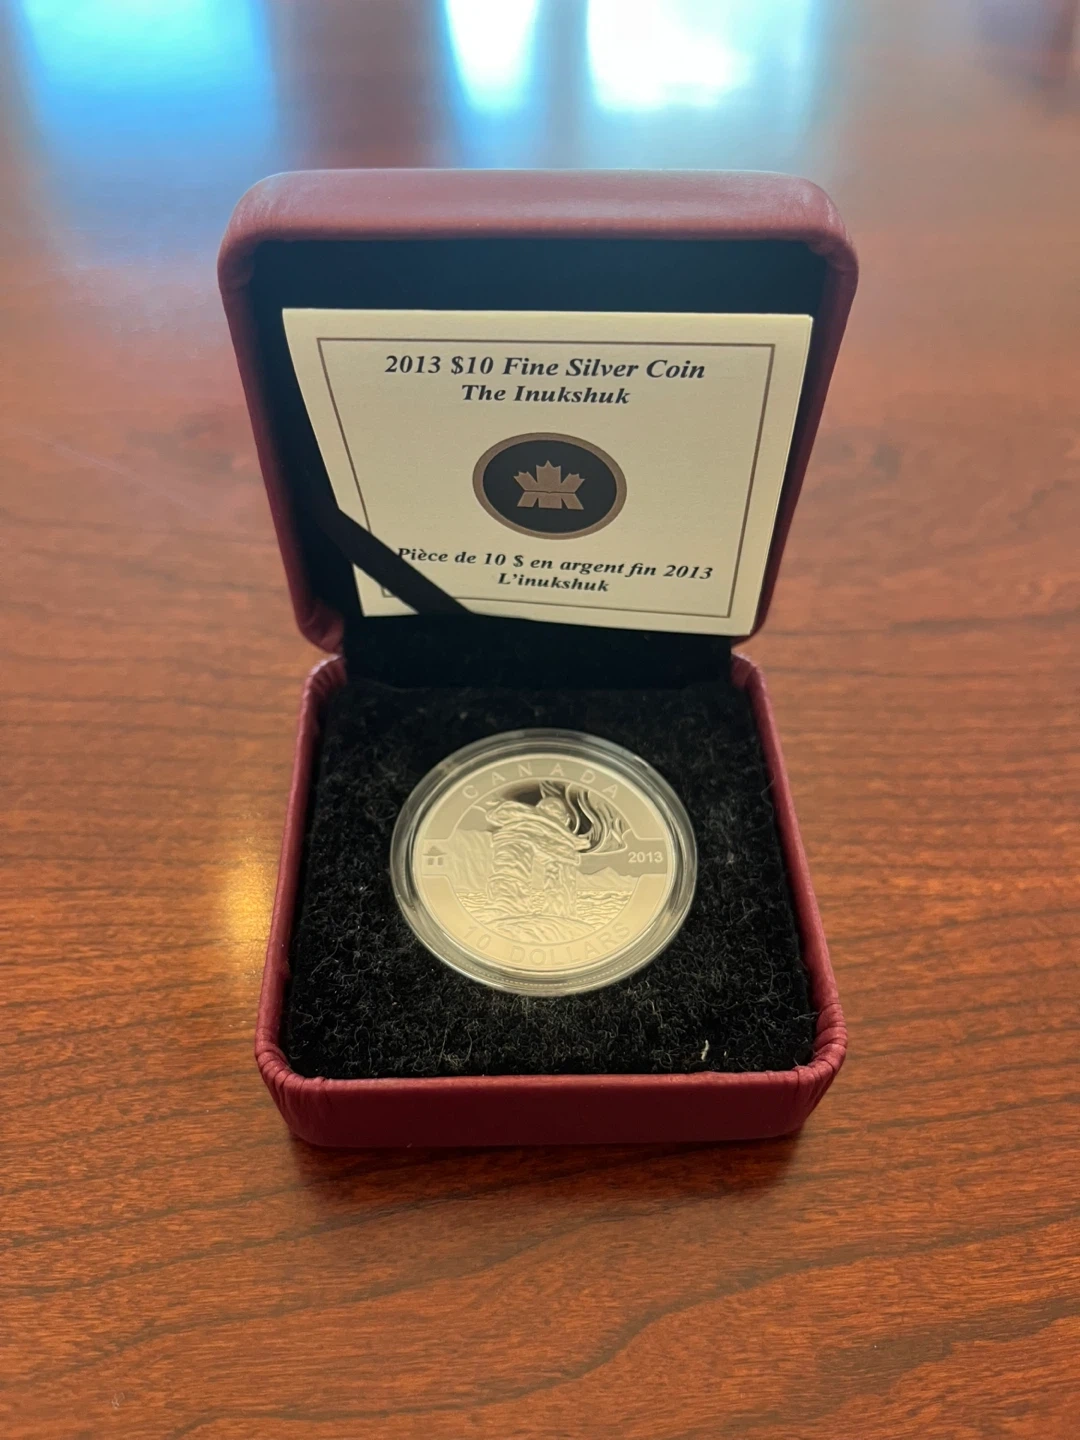 2013 $10 Fine Silver Coin
The Inukshuk
Pièce de 10 $ en argent fin 2013
L'inukshuk
CANADA
2013
10 DOLLARS